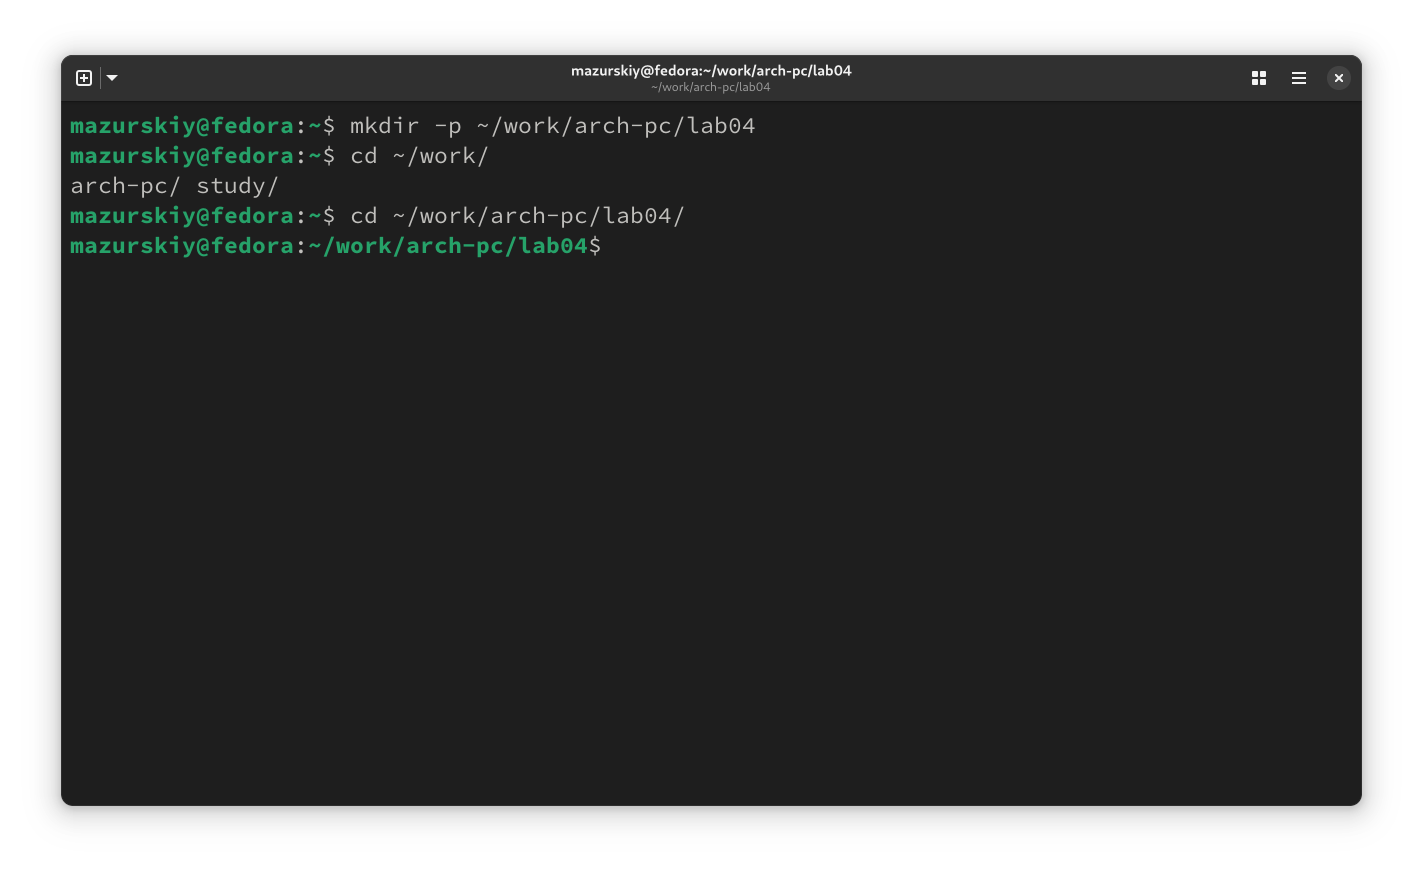 mazurskiy@fedora:~/work/arch-pc/lab04
~/work/arch-pc/lab04
mazurskiy@fedora:~$ mkdir -p ~/work/arch-pc/lab04
mazurskiy@fedora:~$ cd ~/work/
arch-pc/ study/
mazurskiy@fedora:~$ cd ~/work/arch-pc/lab04/
mazurskiy@fedora:~/work/arch-pc/lab04$